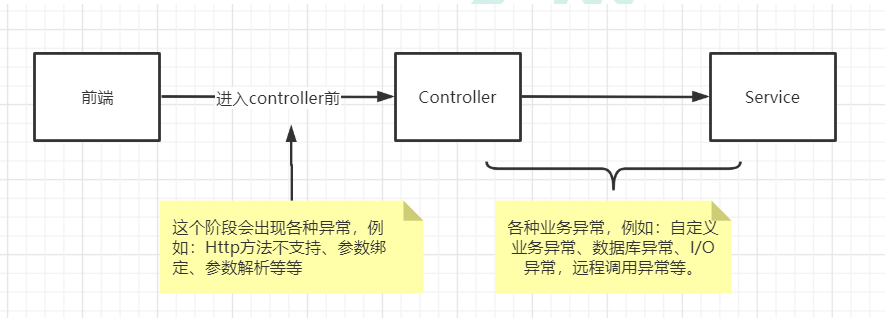 前端
进入controller前
Controller
Service
这个阶段会出现各种异常，例
如：Http方法不支持、参数绑
定、参数解析等等
各种业务异常，例如：自定义
业务异常、数据库异常、I/O
异常，远程调用异常等。